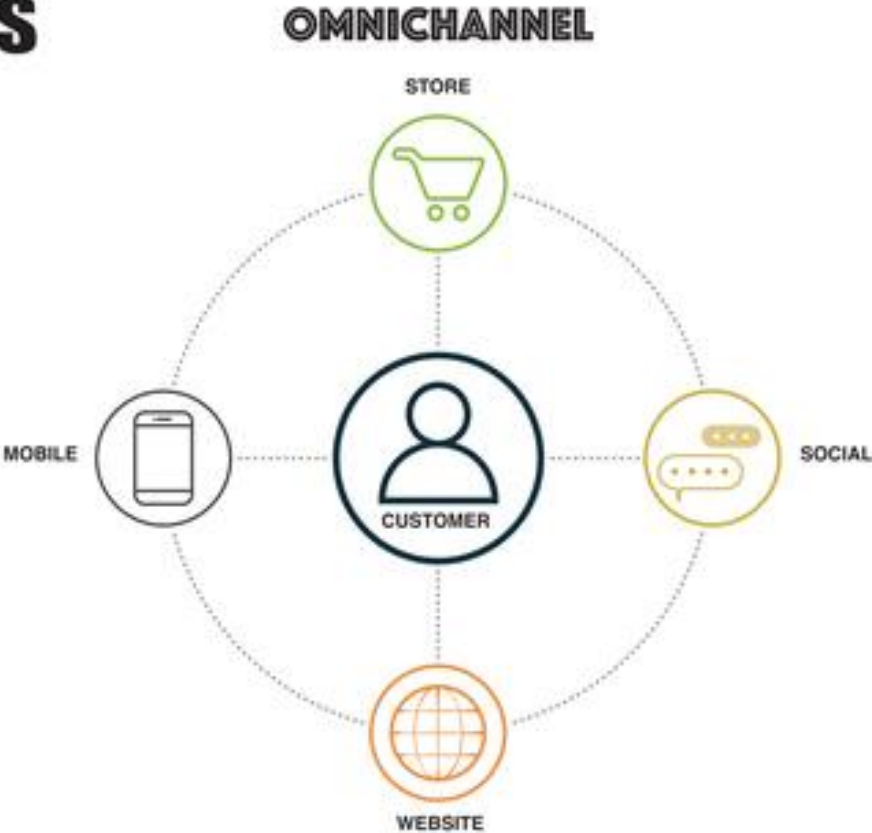 S
OMNICHANNEL
STORE
MOBILE
SOCIAL
CUSTOMER
WEBSITE